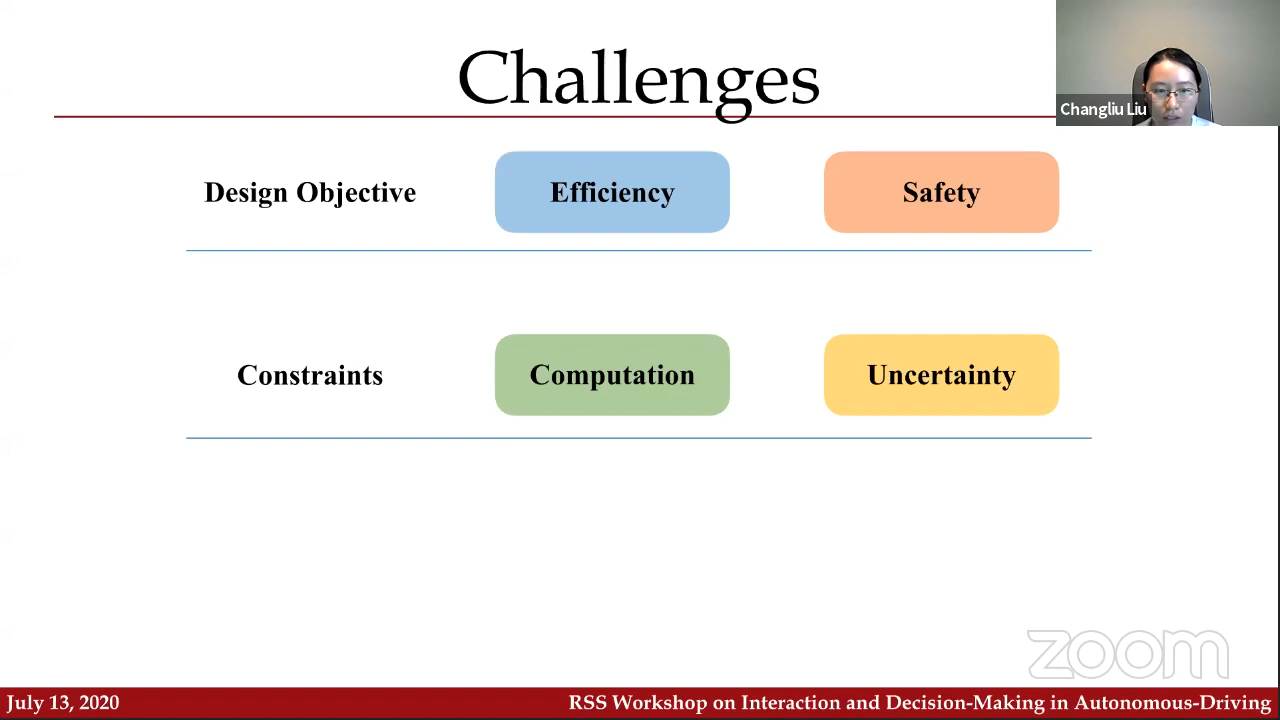 Challenges
Changliu Liu
Design Objective
Efficiency
Safety
Constraints
Computation
Uncertainty
zoom
July 13, 2020
RSS Workshop on Interaction and Decision-Making in Autonomous-Driving